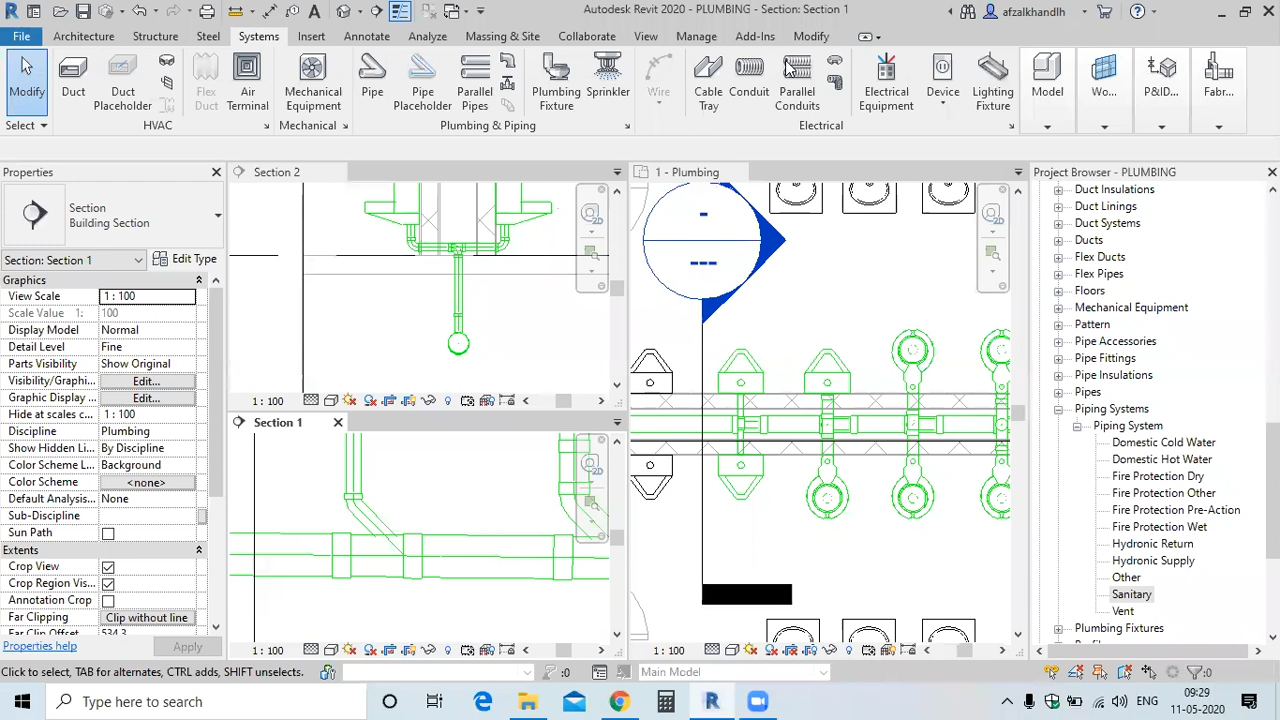 Autodesk Revit 2020 - PLUMBING - Section: Section 1
afzalkhandlh
File Architecture Structure Steel Systems Insert Annotate Analyze Massing & Site Collaborate View Manage Add-Ins Modify
Modify Duct Duct Placeholder Flex Duct Air Terminal Mechanical Equipment Pipe Pipe Placeholder Parallel Pipes Plumbing Fixture Sprinkler Wire Cable Tray Conduit Parallel Conduits Electrical Equipment Device Lighting Fixture Model Wo... P&ID... Fabr...
Select HVAC Mechanical Plumbing & Piping Electrical
Properties
Section
Building Section
Section: Section 1 Edit Type
Graphics
View Scale 1 : 100
Scale Value 1: 100
Display Model Normal
Detail Level Fine
Parts Visibility Show Original
Visibility/Graphi... Edit...
Graphic Display ... Edit...
Hide at scales c... 1 : 100
Discipline Plumbing
Show Hidden L... By Discipline
Color Scheme L... Background
Color Scheme <none>
Default Analysis... None
Sub-Discipline
Sun Path
Extents
Crop View
Crop Region Vis...
Annotation Crop
Far Clipping Clip without line
Far Clip Offset 534.3
Properties help Apply
Section 2
2D
1 : 100
Section 1
1 : 100
1 - Plumbing
2D
1 : 100
Project Browser - PLUMBING
Duct Insulations
Duct Linings
Duct Systems
Ducts
Flex Ducts
Flex Pipes
Floors
Mechanical Equipment
Pattern
Pipe Accessories
Pipe Fittings
Pipe Insulations
Pipes
Piping Systems
Piping System
Domestic Cold Water
Domestic Hot Water
Fire Protection Dry
Fire Protection Other
Fire Protection Pre-Action
Fire Protection Wet
Hydronic Return
Hydronic Supply
Other
Sanitary
Vent
Plumbing Fixtures
Click to select, TAB for alternates, CTRL adds, SHIFT unselects. :0 Main Model :0
Type here to search
ENG
09:29
11-05-2020